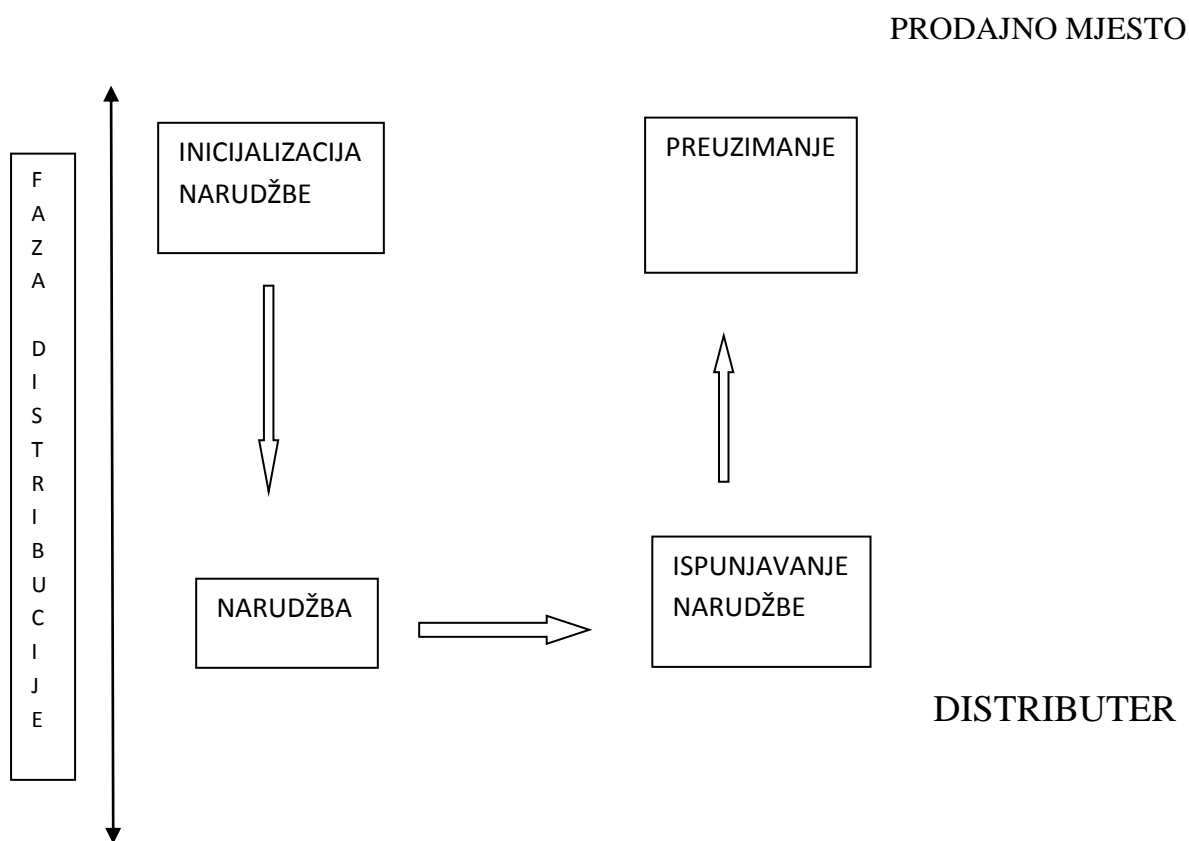 PRODAJNO MJESTO
INICIJALIZACIJA
NARUDŽBE
PREUZIMANJE
F
A
Z
A
D
I
S
T
R
I
B
U
C
I
J
E
NARUDŽBA
ISPUNJAVANJE
NARUDŽBE
DISTRIBUTER